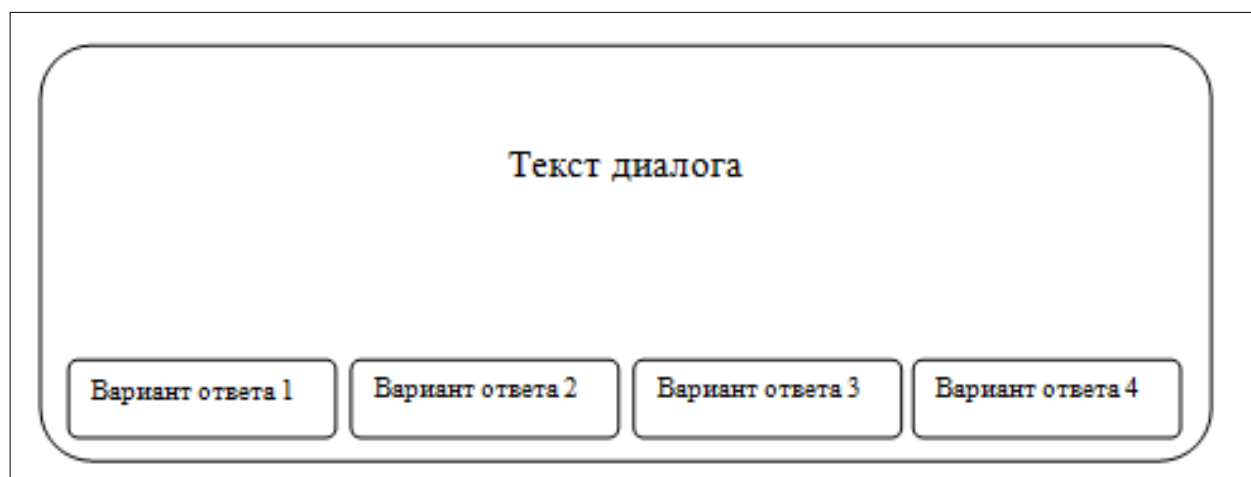 Текст диалога
Вариант ответа 1
Вариант ответа 2
Вариант ответа 3
Вариант ответа 4